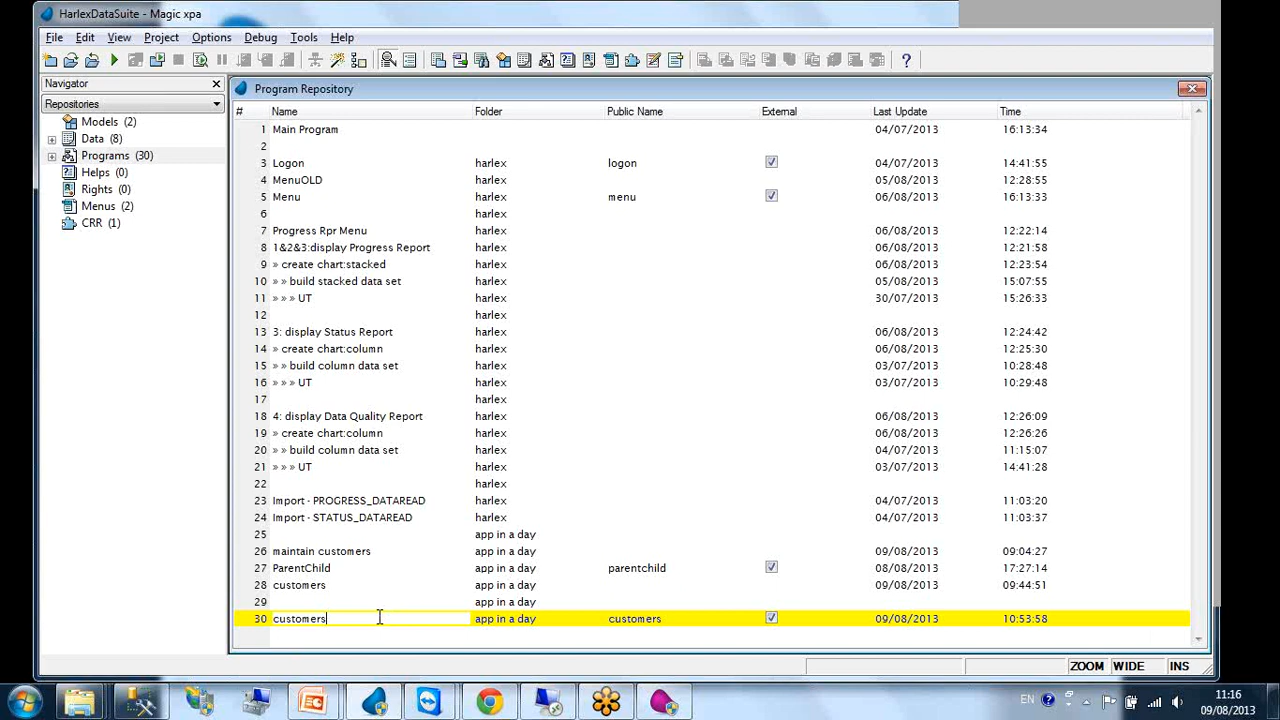 HarlexDataSuite - Magic xpa
File Edit View Project Options Debug Tools Help
Navigator
Repositories
Models (2)
Data (8)
Programs (30)
Helps (0)
Rights (0)
Menus (2)
CRR (1)
Program Repository
# Name Folder Public Name External Last Update Time
1 Main Program 04/07/2013 16:13:34
2
3 Logon harlex logon 04/07/2013 14:41:55
4 MenuOLD harlex 05/08/2013 12:28:55
5 Menu harlex menu 06/08/2013 16:13:33
6 harlex
7 Progress Rpr Menu harlex 06/08/2013 12:22:14
8 1&2&3:display Progress Report harlex 06/08/2013 12:21:58
9 » create chart:stacked harlex 06/08/2013 12:23:54
10 » » build stacked data set harlex 05/08/2013 15:07:55
11 » » » UT harlex 30/07/2013 15:26:33
12 harlex
13 3: display Status Report harlex 06/08/2013 12:24:42
14 » create chart:column harlex 06/08/2013 12:25:30
15 » » build column data set harlex 03/07/2013 10:28:48
16 » » » UT harlex 03/07/2013 10:29:48
17 harlex
18 4: display Data Quality Report harlex 06/08/2013 12:26:09
19 » create chart:column harlex 06/08/2013 12:26:26
20 » » build column data set harlex 04/07/2013 11:15:07
21 » » » UT harlex 03/07/2013 14:41:28
22 harlex
23 Import - PROGRESS_DATAREAD harlex 04/07/2013 11:03:20
24 Import - STATUS_DATAREAD harlex 04/07/2013 11:03:37
25 app in a day
26 maintain customers app in a day 09/08/2013 09:04:27
27 ParentChild app in a day parentchild 08/08/2013 17:27:14
28 customers app in a day 09/08/2013 09:44:51
29 app in a day
30 customers app in a day customers 09/08/2013 10:53:58
ZOOM WIDE INS
EN 11:16
09/08/2013